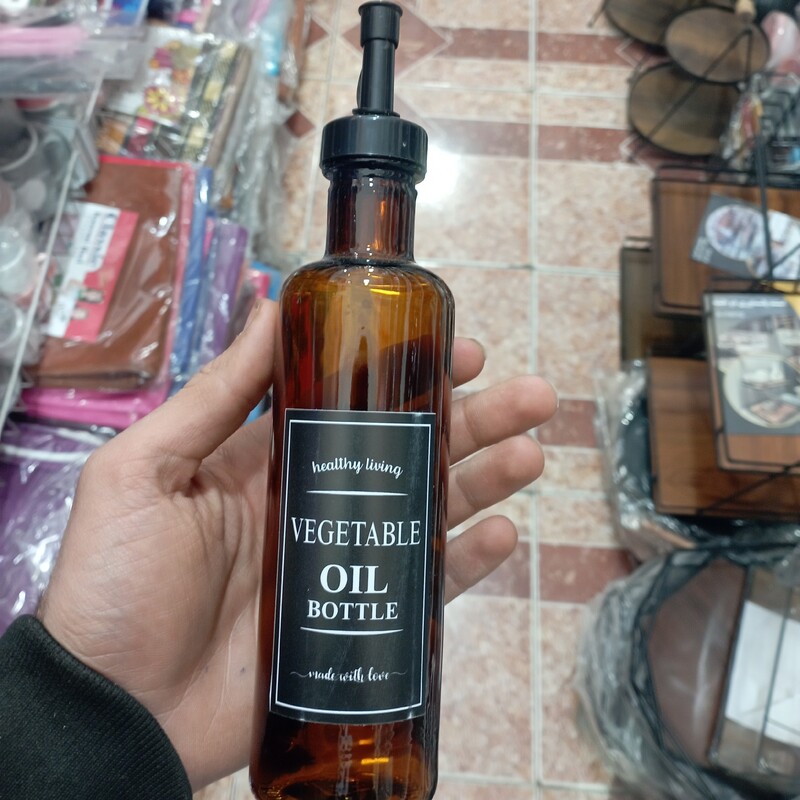 healthy living
VEGETABLE
OIL
BOTTLE
made with love